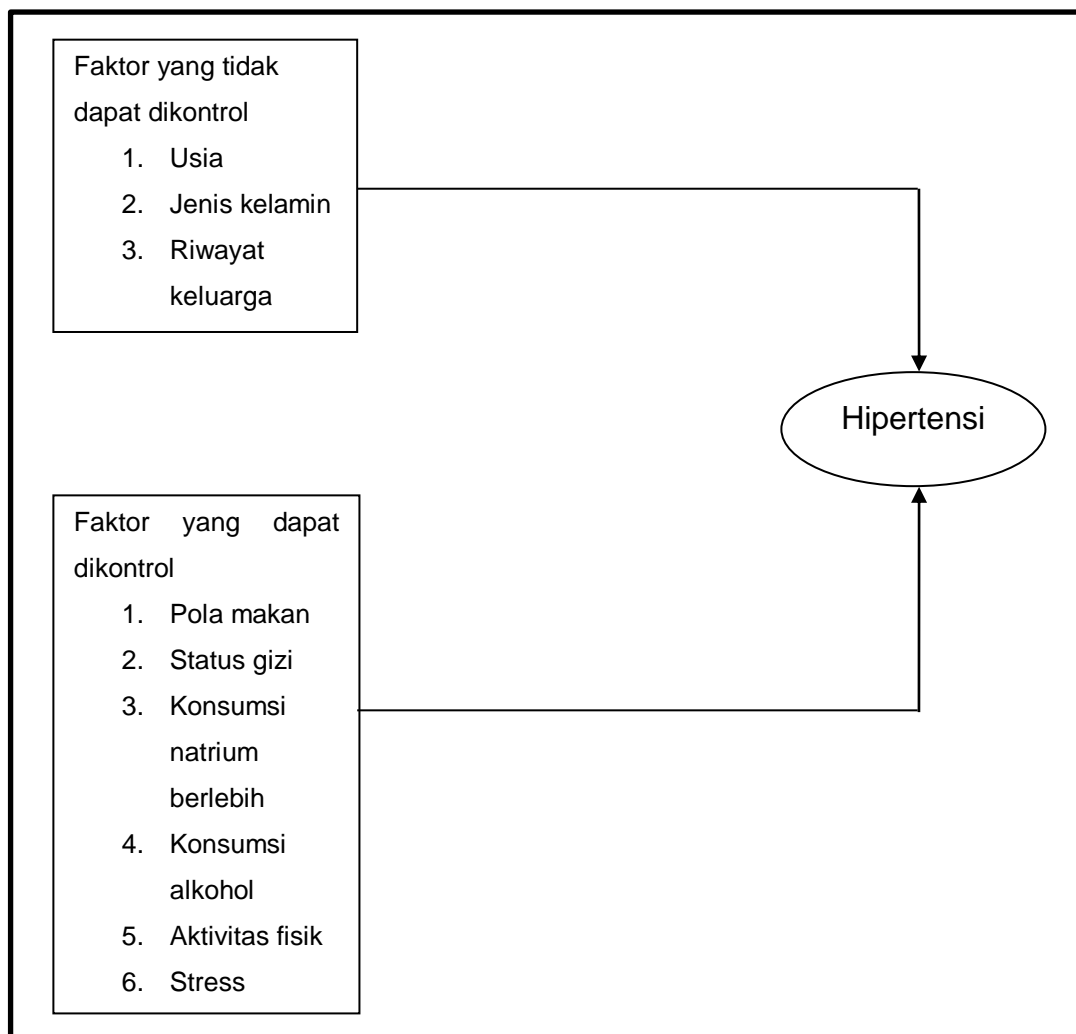 Faktor yang tidak
dapat dikontrol
1. Usia
2. Jenis kelamin
3. Riwayat
keluarga
Hipertensi
Faktor yang dapat
dikontrol
1. Pola makan
2. Status gizi
3. Konsumsi
natrium
berlebih
4. Konsumsi
alkohol
5. Aktivitas fisik
6. Stress